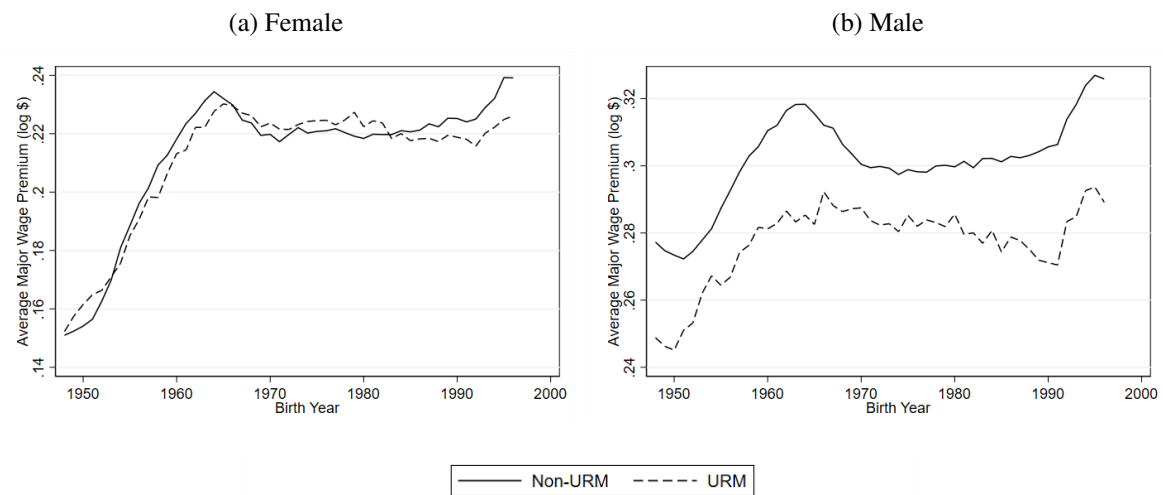 (a) Female
Average Major Wage Premium (log $)
.24
.22
.2
.18
.16
.14
1950 1960 1970 1980 1990 2000
Birth Year
(b) Male
Average Major Wage Premium (log $)
.32
.3
.28
.26
.24
1950 1960 1970 1980 1990 2000
Birth Year
Non-URM URM